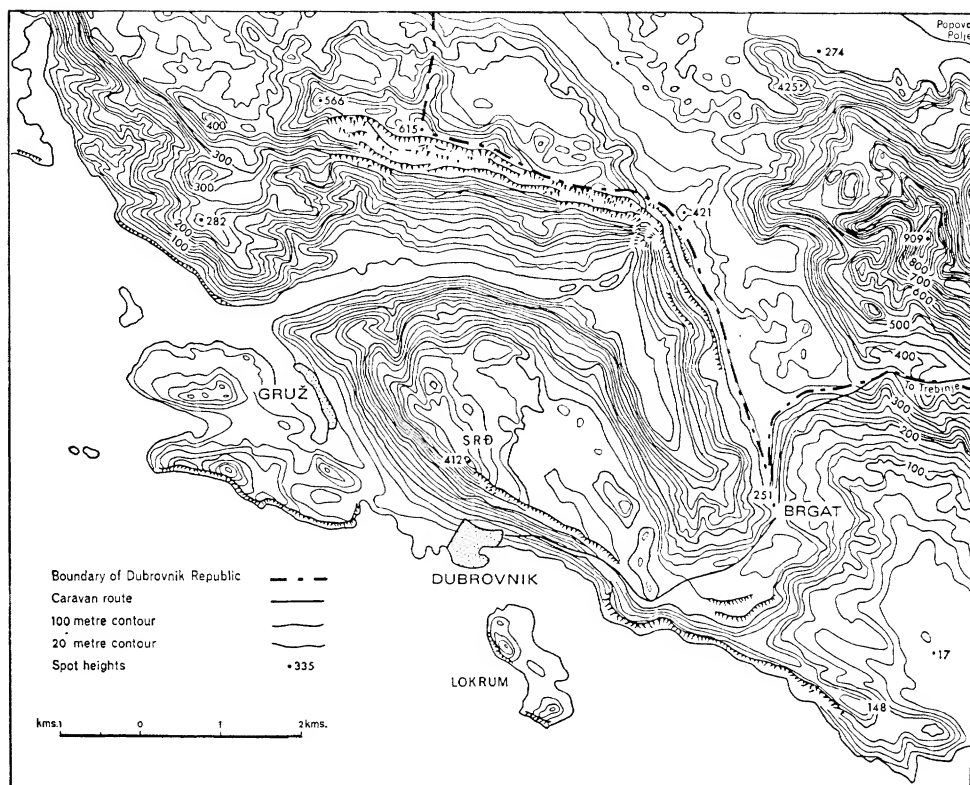 Popovo
Polje
274
425
566
400
615
300
300
421
282
200
100
909
800
700
600
500
400
To Trebinje
GRUŽ
300
200
SRĐ
412
100
251
BRGAT
DUBROVNIK
Boundary of Dubrovnik Republic
Caravan route
100 metre contour
20 metre contour
Spot heights
335
17
LOKRUM
148
kms.1 0 1 2 kms.